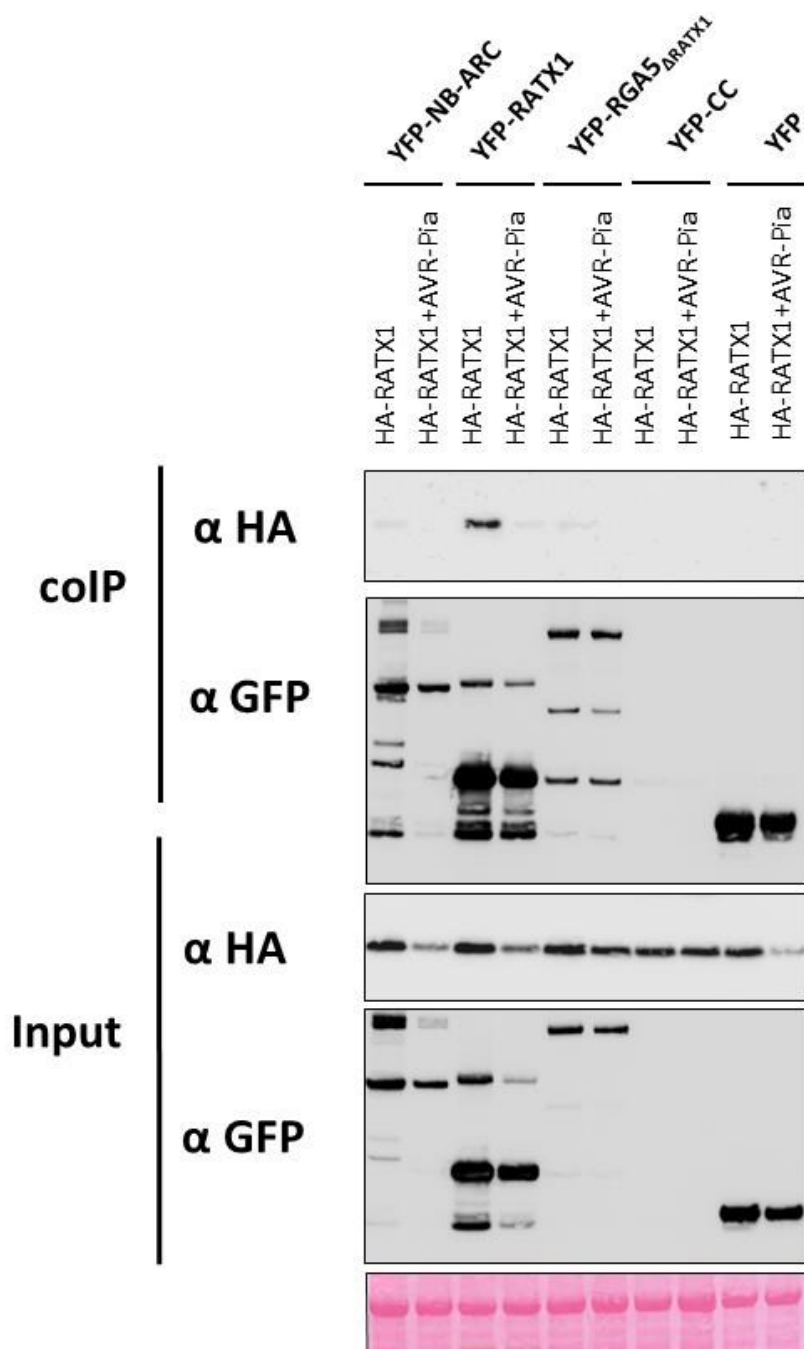 YFP-NB-ARC
YFP-RATX1
YFP-RGA5ΔRATX1
YFP-CC
YFP
HA-RATX1
HA-RATX1+AVR-Pia
HA-RATX1
HA-RATX1+AVR-Pia
HA-RATX1
HA-RATX1+AVR-Pia
HA-RATX1
HA-RATX1+AVR-Pia
HA-RATX1
HA-RATX1+AVR-Pia
coIP
α HA
α GFP
Input
α HA
α GFP